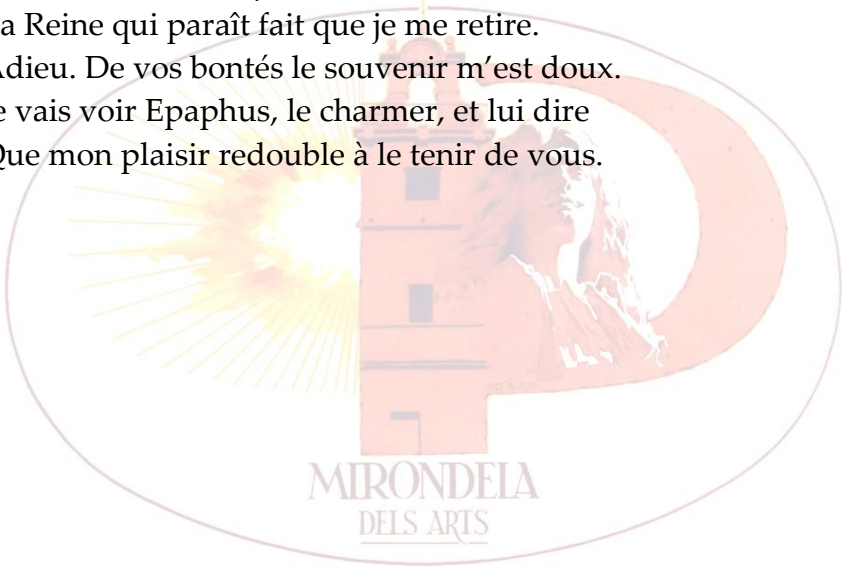 a Reine qui paraît fait que je me retire.
Adieu. De vos bontés le souvenir m’est doux.
e vais voir Epaphus, le charmer, et lui dire
Que mon plaisir redouble à le tenir de vous.
MIRONDELA
DELS ARTS